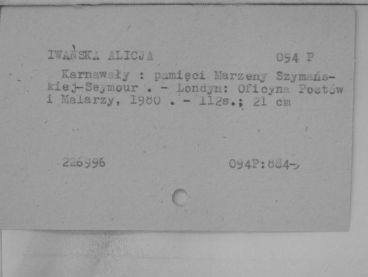 IWAŃSKA ALICJA 094 P
Karnawały : pamięci Marzeny Szymańs-
kiej-Seymour . - Londyn: Oficyna Poetów
i Malarzy, 1980 . - 112s.; 21 cm
226996 094P:884-3